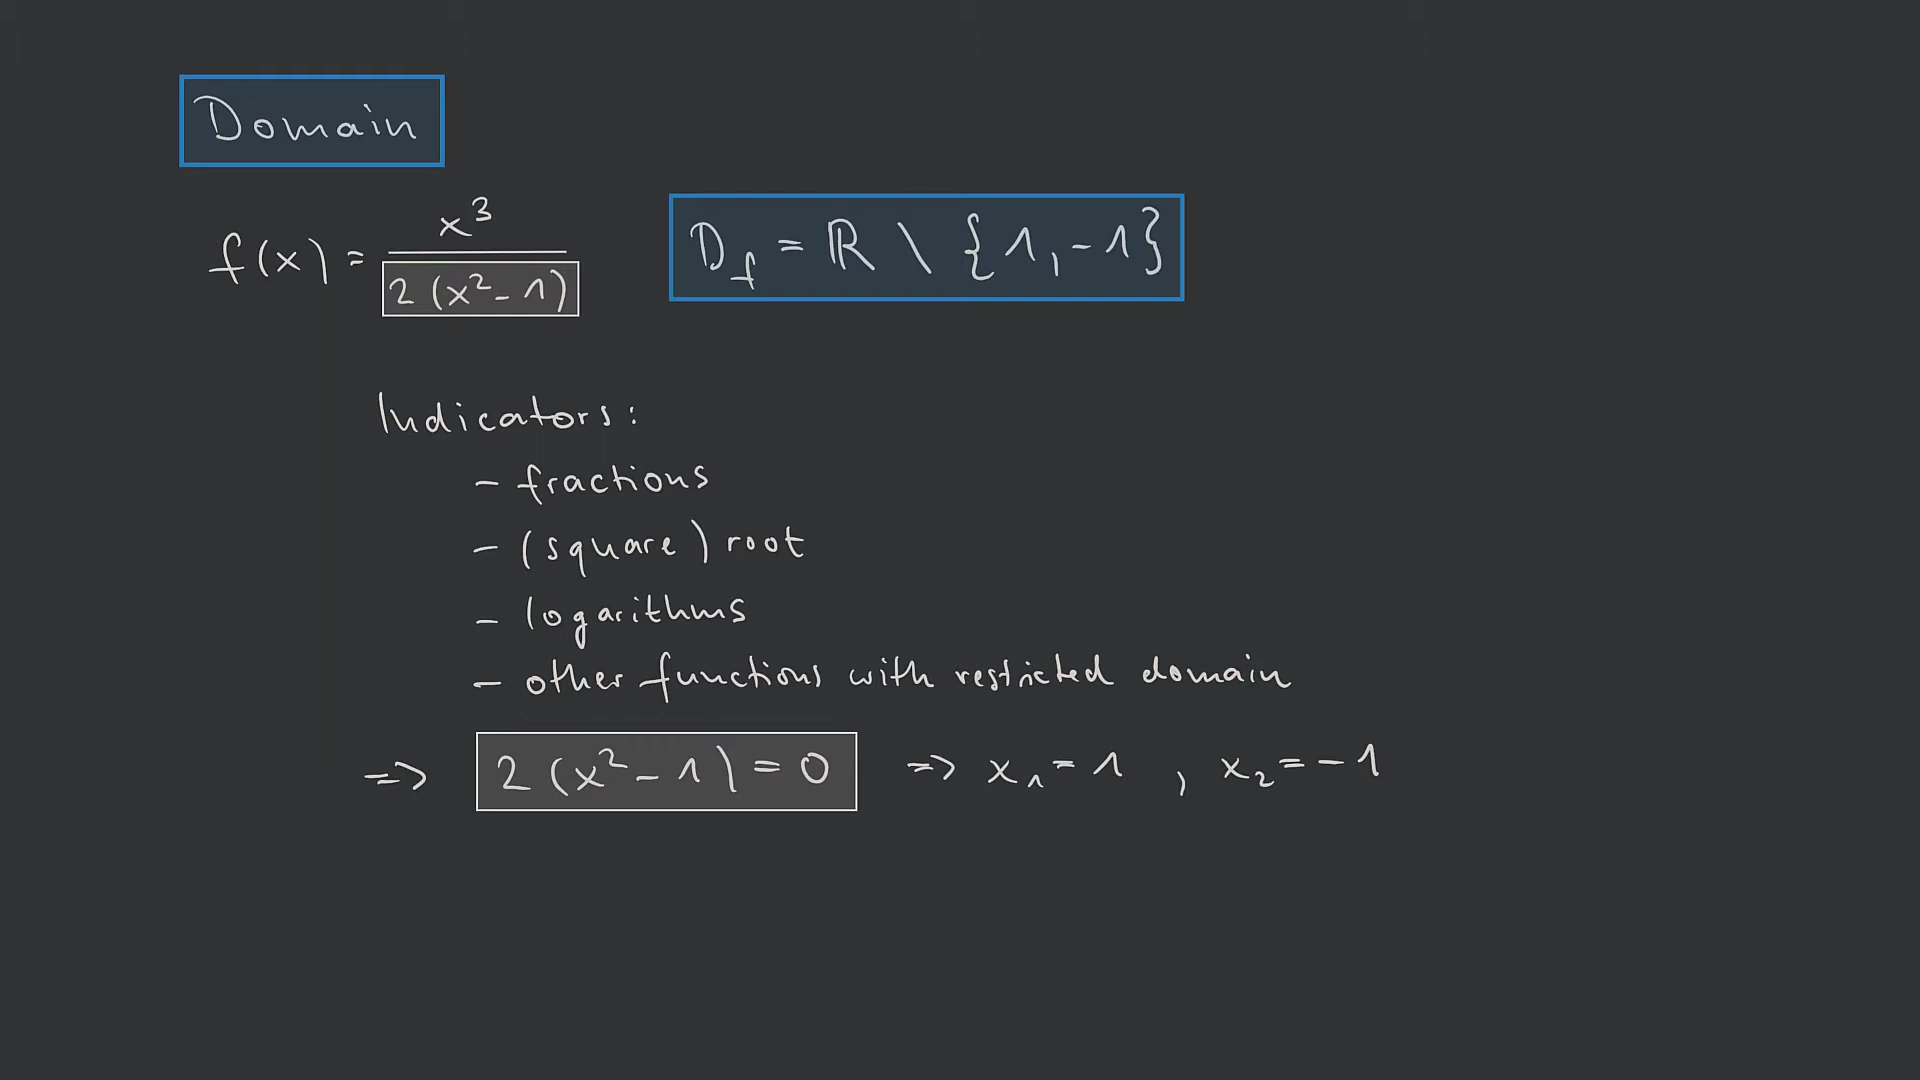 Domain
f(x) = x³ / 2(x² - 1)
D_f = ℝ \ {1, -1}
Indicators:
- fractions
- (square) root
- logarithms
- other functions with restricted domain
=> 2(x² - 1) = 0 => x₁ = 1 , x₂ = -1